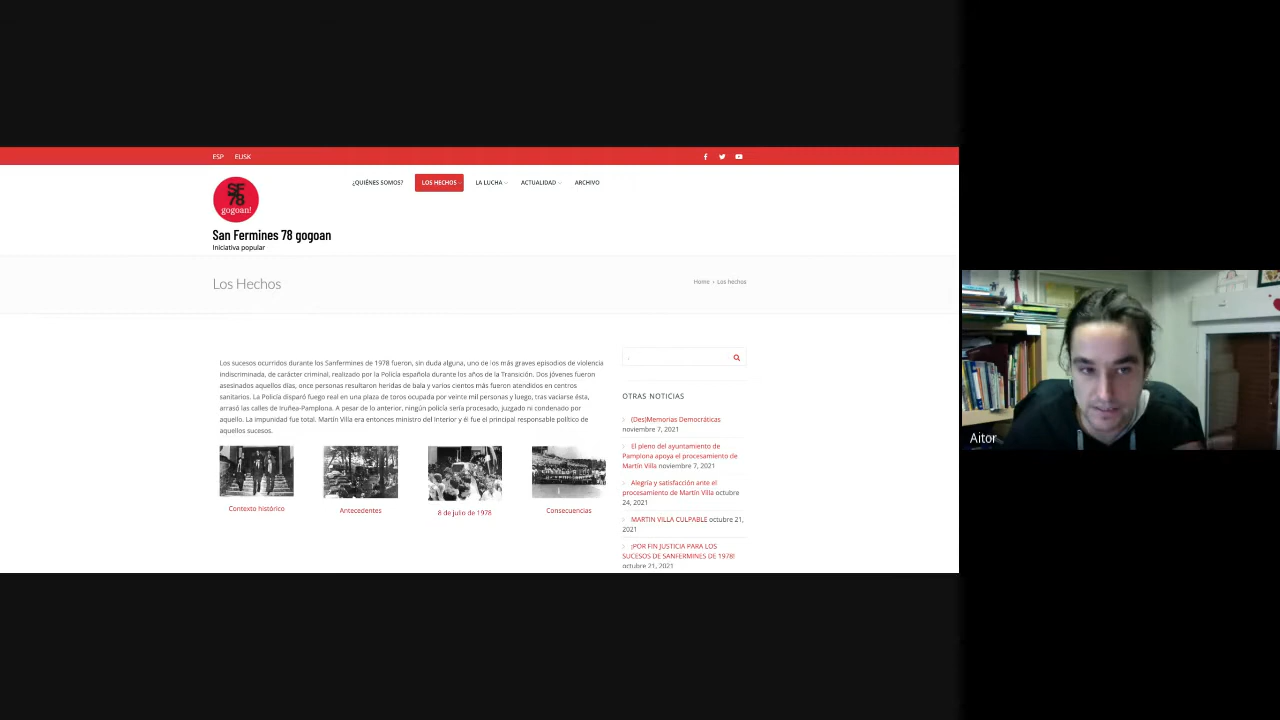 ESP EUSK
SF
78
gogoan!
¿QUIÉNES SOMOS? LOS HECHOS LA LUCHA ACTUALIDAD ARCHIVO
San Fermines 78 gogoan
Iniciativa popular
Los Hechos
Home › Los hechos
Los sucesos ocurridos durante los Sanfermines de 1978 fueron, sin duda alguna, uno de los más graves episodios de violencia
indiscriminada, de carácter criminal, realizado por la Policía española durante los años de la Transición. Dos jóvenes fueron
asesinados aquellos días, once personas resultaron heridas de bala y varios cientos más fueron atendidos en centros
sanitarios. La Policía disparó fuego real en una plaza de toros ocupada por veinte mil personas y luego, tras vaciarse ésta,
arrasó las calles de Iruñea-Pamplona. A pesar de lo anterior, ningún policía sería procesado, juzgado ni condenado por
aquello. La impunidad fue total. Martín Villa era entonces ministro del Interior y él fue el principal responsable político de
aquellos sucesos.
Contexto histórico
Antecedentes
8 de julio de 1978
Consecuencias
OTRAS NOTICIAS
(Des)Memorias Democráticas
noviembre 7, 2021
El pleno del ayuntamiento de
Pamplona apoya el procesamiento de
Martín Villa noviembre 7, 2021
Alegría y satisfacción ante el
procesamiento de Martín Villa octubre
24, 2021
MARTIN VILLA CULPABLE octubre 21,
2021
¡POR FIN JUSTICIA PARA LOS
SUCESOS DE SANFERMINES DE 1978!
octubre 21, 2021
Aitor